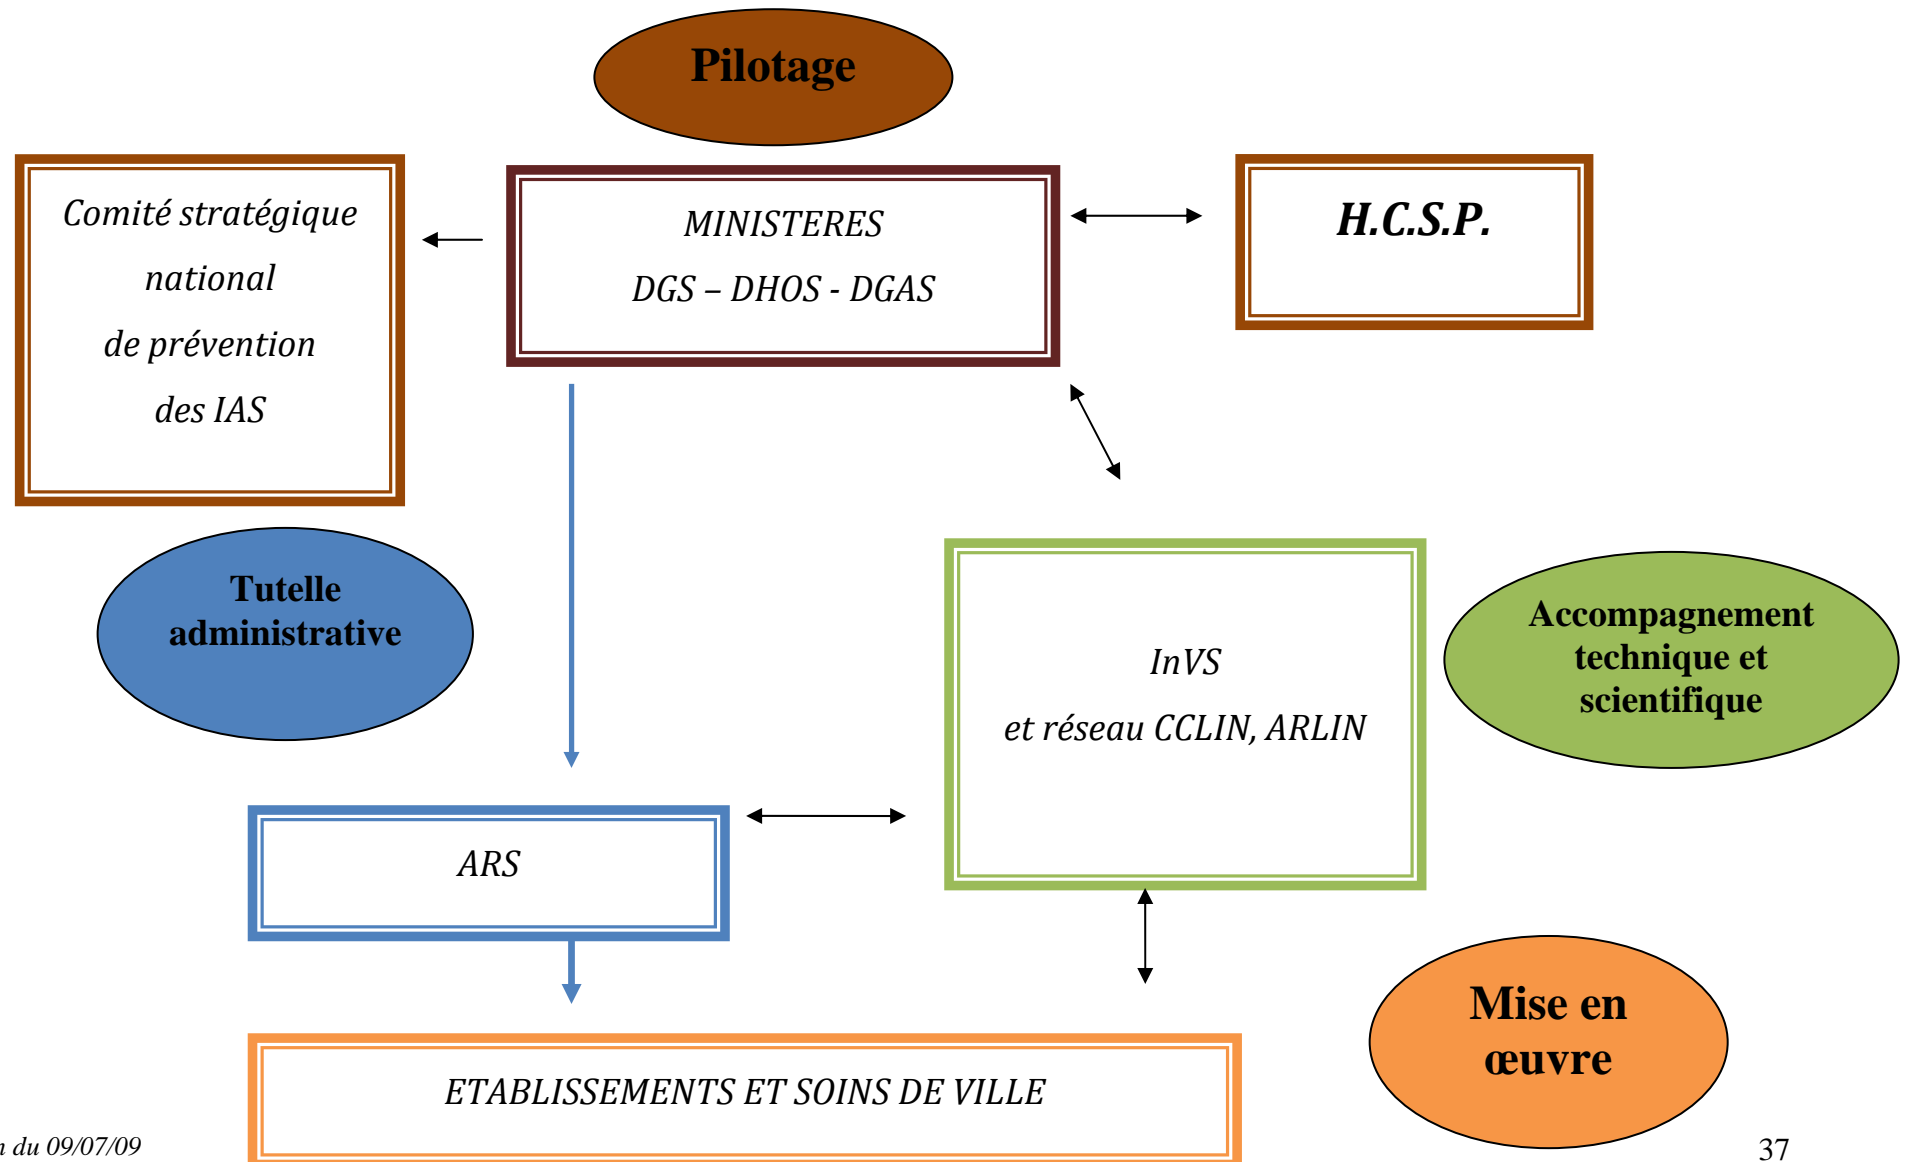 Pilotage
Comité stratégique
national
de prévention
des IAS
MINISTERES
DGS – DHOS - DGAS
H.C.S.P.
Tutelle
administrative
InVS
et réseau CCLIN, ARLIN
Accompagnement
technique et
scientifique
ARS
Mise en
œuvre
ETABLISSEMENTS ET SOINS DE VILLE
du 09/07/09
37